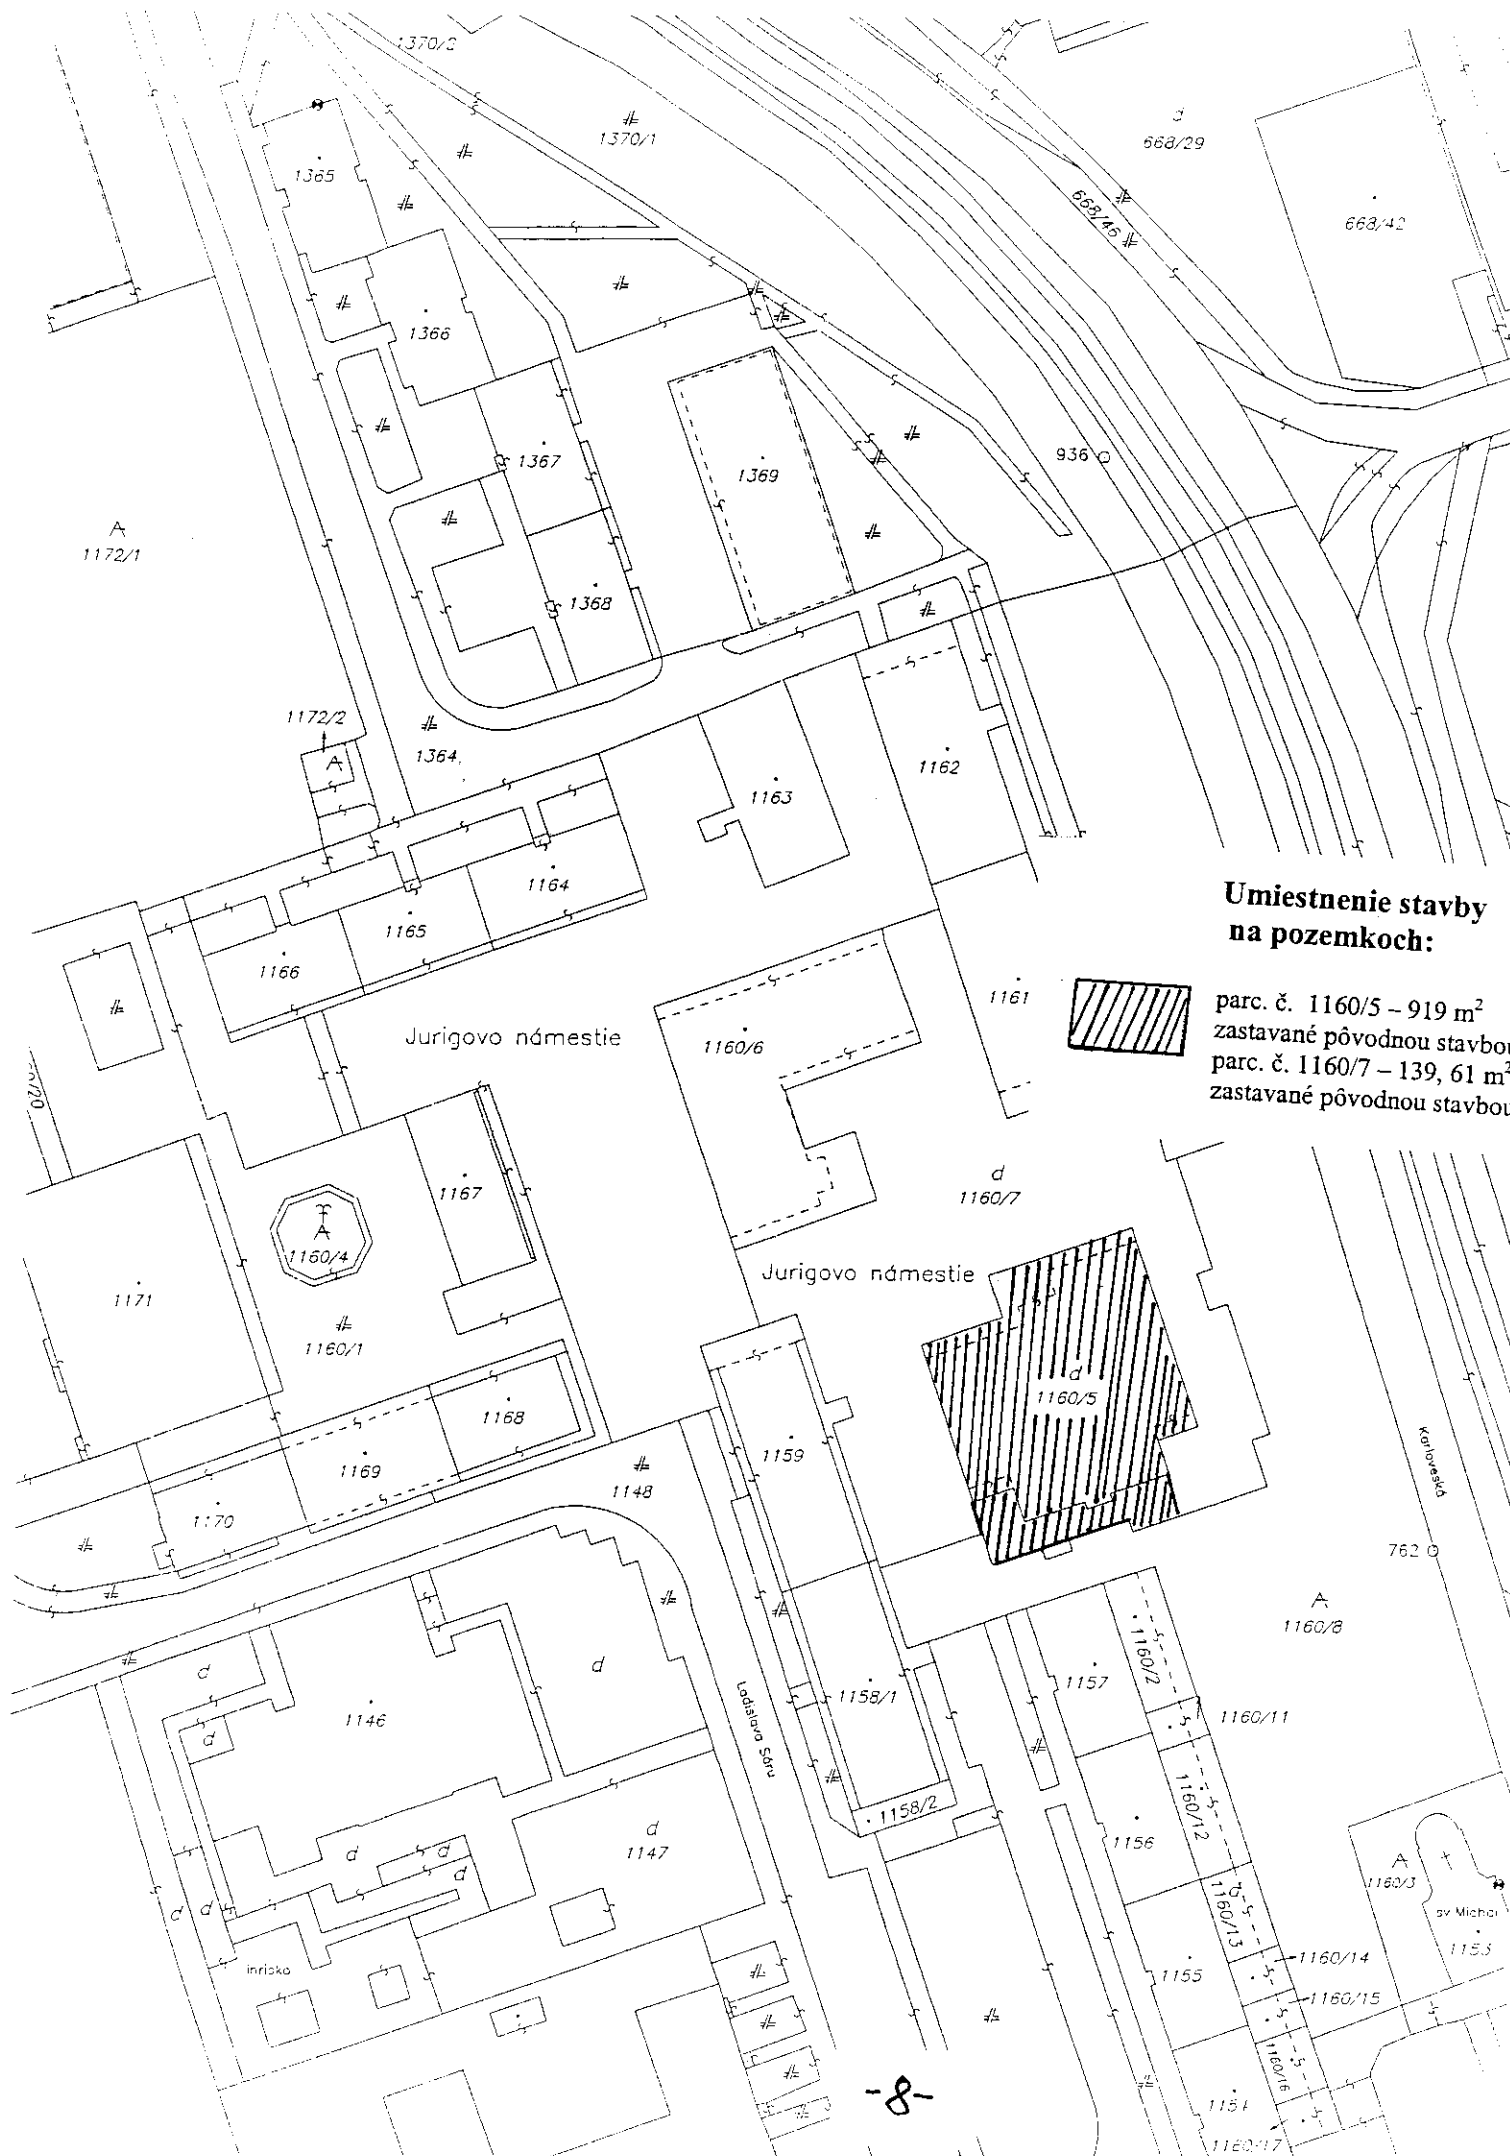 1370/2
1370/1
d
668/29
1365
668/46
668/42
1366
1367
1369
936
A
1172/1
1368
1172/2
A
1364
1162
1163
1164
1165
1166
Umiestnenie stavby
na pozemkoch:
1161
parc. č. 1160/5 – 919 m²
zastavané pôvodnou stavbou
parc. č. 1160/7 – 139, 61 m²
zastavané pôvodnou stavbou
Jurigovo námestie
1160/6
1167
d
1160/7
A
1160/4
Jurigovo námestie
1171
1160/1
d
1160/5
1168
1159
1169
1148
Karloveská
1170
762
A
1160/8
d
d
1157
1160/2
1158/1
1146
1160/11
d
Ladislava Sáru
1160/12
1158/2
1156
d
1147
d
d
d
A
1160/3
d
d
d
1160/13
sv Michal
1153
1160/14
1155
1160/15
1160/16
-8-
1154
1160/17